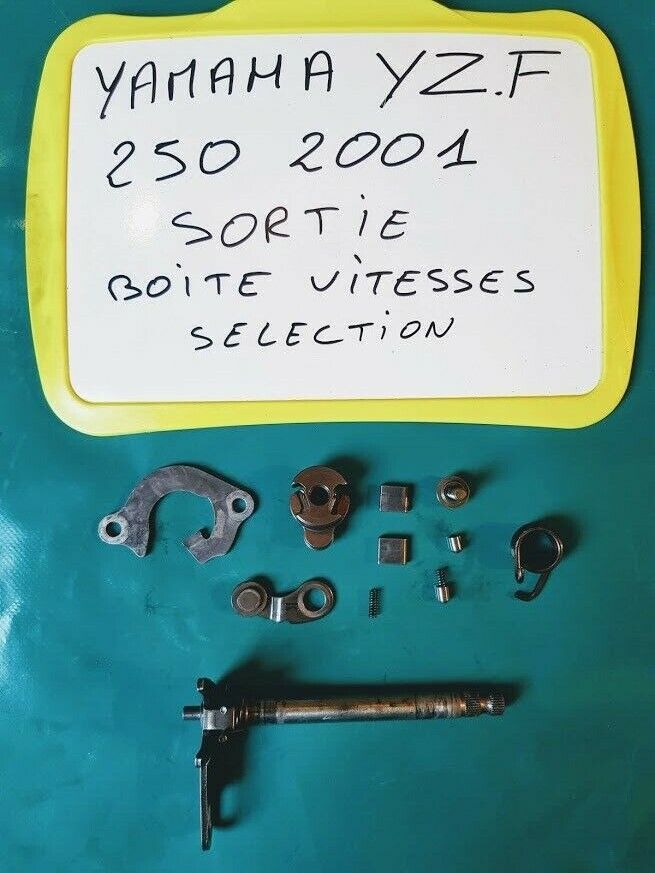 YAMAHA YZ.F
250 2001
SORTIE
BOITE VITESSES
SELECTION